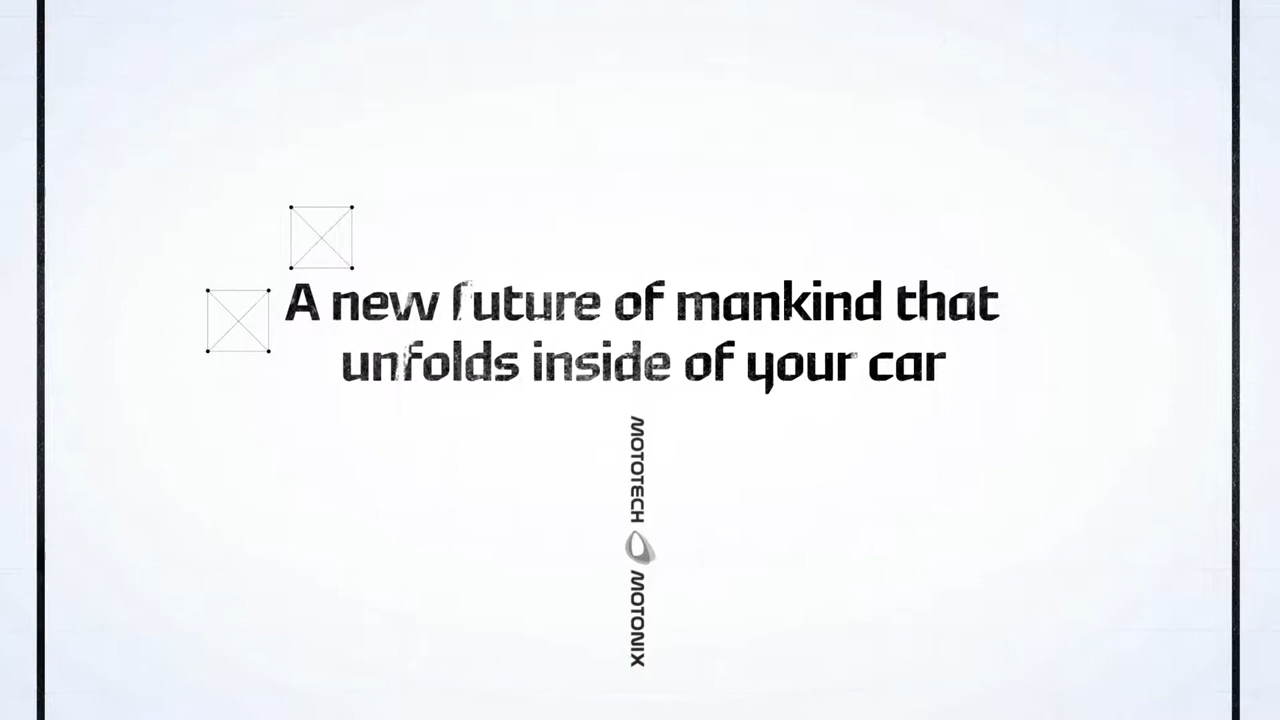 A new future of mankind that
unfolds inside of your car
MOTOTECH
MOTONIX